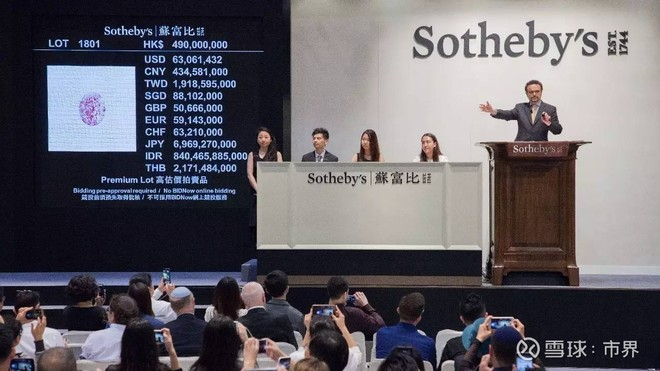 Sotheby's 蘇富比
LOT 1801 HK$ 490,000,000
USD 63,061,432
CNY 434,581,000
TWD 1,918,595,000
SGD 88,102,000
GBP 50,666,000
EUR 59,143,000
CHF 63,210,000
JPY 6,969,270,000
IDR 840,465,885,000
THB 2,171,484,000
Premium Lot 高估價拍賣品
Bidding pre-approval required / No BIDNow online bidding
Sotheby's EST. 1744
Sotheby's
Sotheby's 蘇富比
雪球:市界